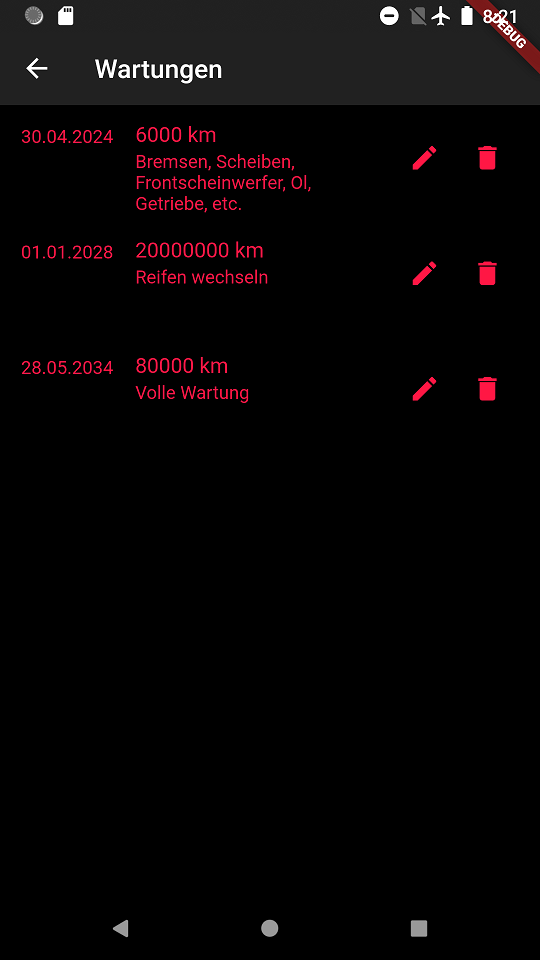 8:21
DEBUG
Wartungen
30.04.2024
6000 km
Bremsen, Scheiben,
Frontscheinwerfer, Ol,
Getriebe, etc.
01.01.2028
20000000 km
Reifen wechseln
28.05.2034
80000 km
Volle Wartung